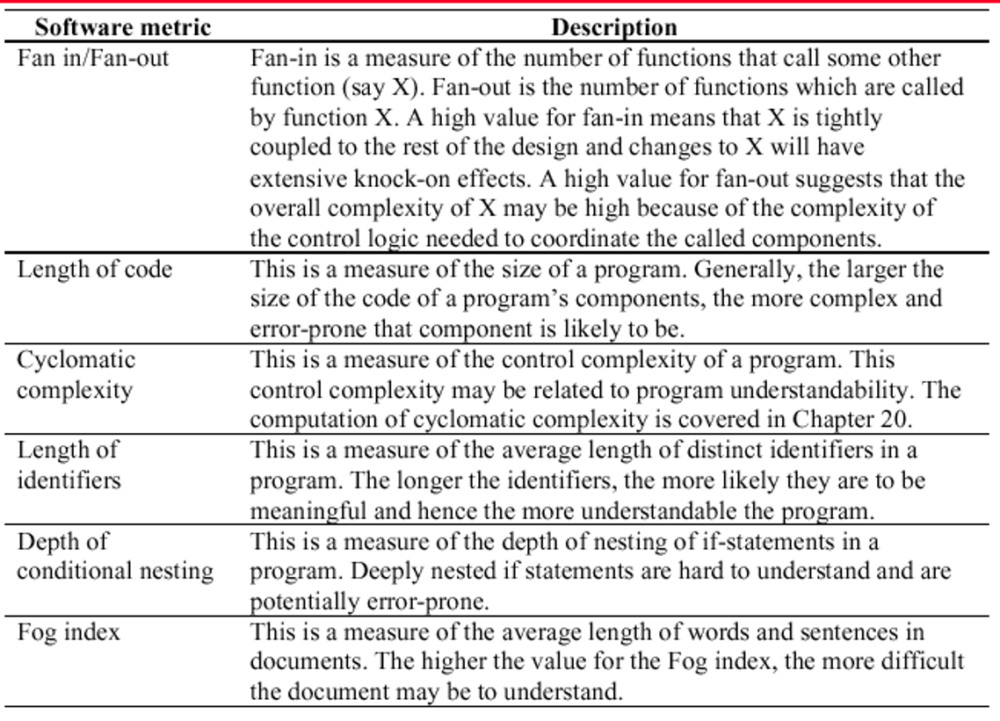 Software metric Description
Fan in/Fan-out Fan-in is a measure of the number of functions that call some other
function (say X). Fan-out is the number of functions which are called
by function X. A high value for fan-in means that X is tightly
coupled to the rest of the design and changes to X will have
extensive knock-on effects. A high value for fan-out suggests that the
overall complexity of X may be high because of the complexity of
the control logic needed to coordinate the called components.
Length of code This is a measure of the size of a program. Generally, the larger the
size of the code of a program’s components, the more complex and
error-prone that component is likely to be.
Cyclomatic This is a measure of the control complexity of a program. This
complexity control complexity may be related to program understandability. The
computation of cyclomatic complexity is covered in Chapter 20.
Length of This is a measure of the average length of distinct identifiers in a
identifiers program. The longer the identifiers, the more likely they are to be
meaningful and hence the more understandable the program.
Depth of This is a measure of the depth of nesting of if-statements in a
conditional nesting program. Deeply nested if statements are hard to understand and are
potentially error-prone.
Fog index This is a measure of the average length of words and sentences in
documents. The higher the value for the Fog index, the more difficult
the document may be to understand.